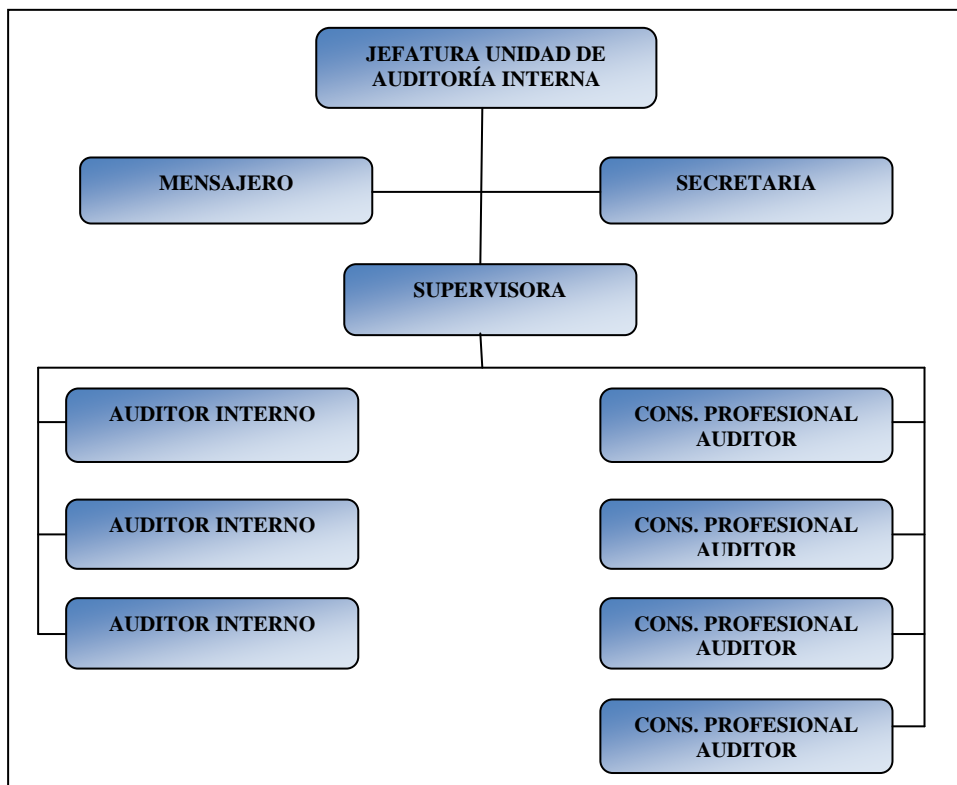 JEFATURA UNIDAD DE
AUDITORÍA INTERNA
MENSAJERO
SECRETARIA
SUPERVISORA
AUDITOR INTERNO
CONS. PROFESIONAL
AUDITOR
AUDITOR INTERNO
CONS. PROFESIONAL
AUDITOR
AUDITOR INTERNO
CONS. PROFESIONAL
AUDITOR
CONS. PROFESIONAL
AUDITOR